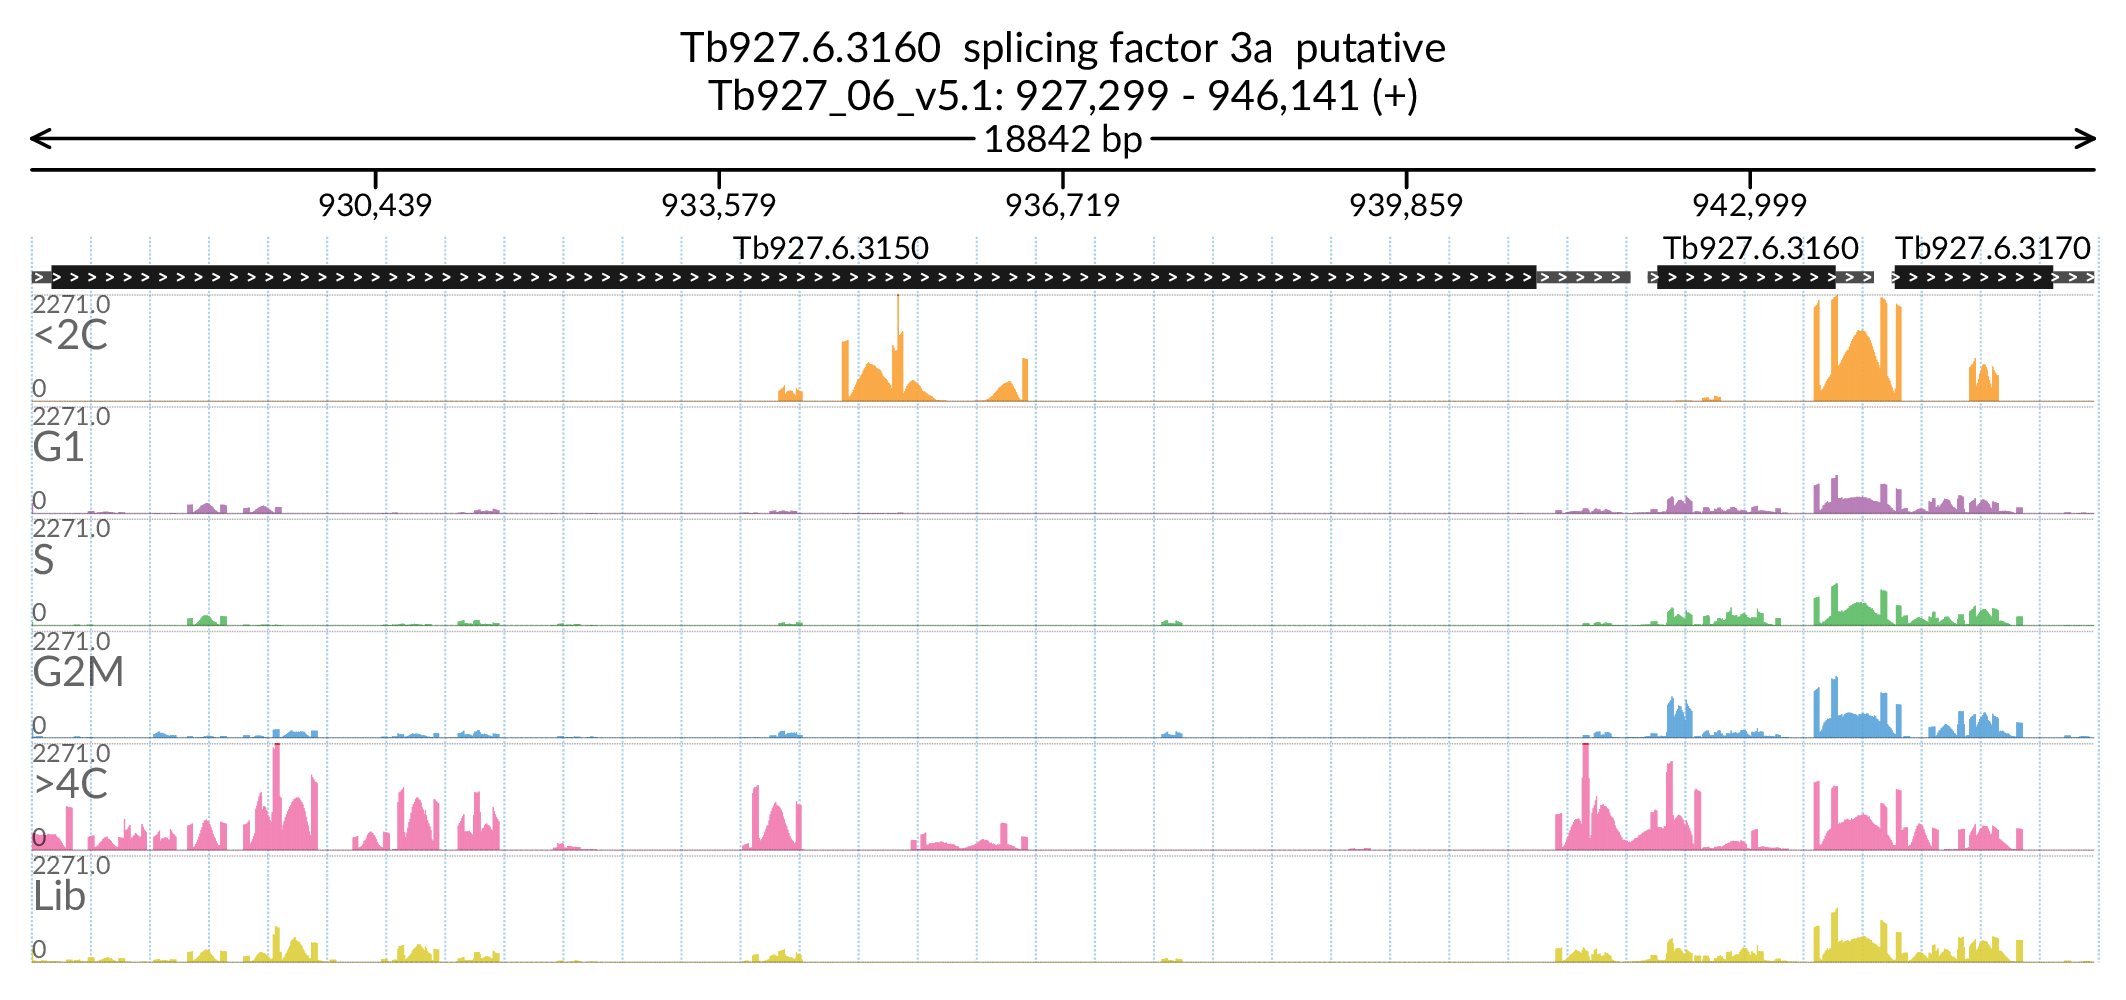 Tb927.6.3160  splicing factor 3a  putative
Tb927_06_v5.1: 927,299 - 946,141 (+)
18842 bp
930,439 933,579 936,719 939,859 942,999
Tb927.6.3150 Tb927.6.3160 Tb927.6.3170
2271.0
<2C
0
2271.0
G1
0
2271.0
S
0
2271.0
G2M
0
2271.0
>4C
0
2271.0
Lib
0